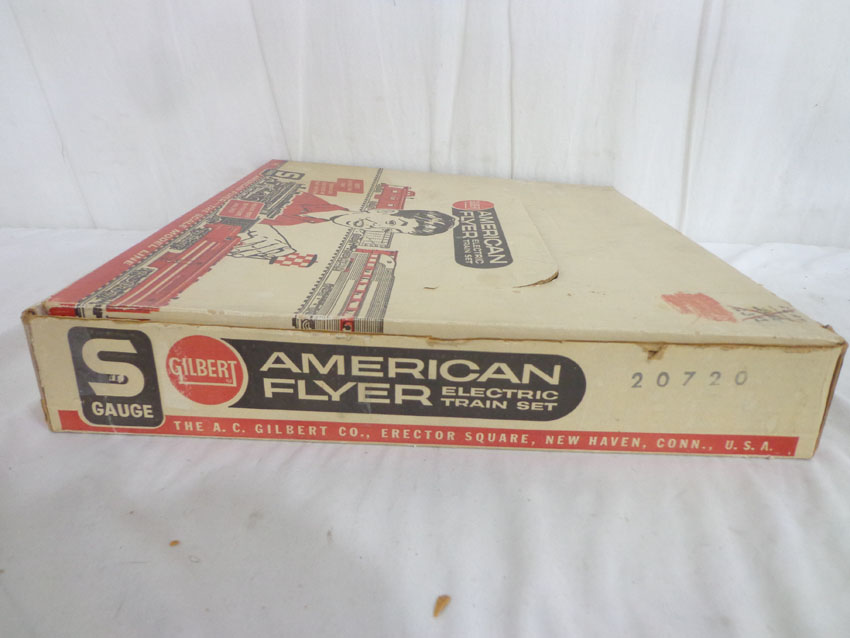 S
GILBERT
AMERICAN
FLYER
ELECTRIC
TRAIN SET
S
GAUGE
GILBERT
AMERICAN
FLYER
ELECTRIC
TRAIN SET
20720
THE A. C. GILBERT CO., ERECTOR SQUARE, NEW HAVEN, CONN., U. S. A.